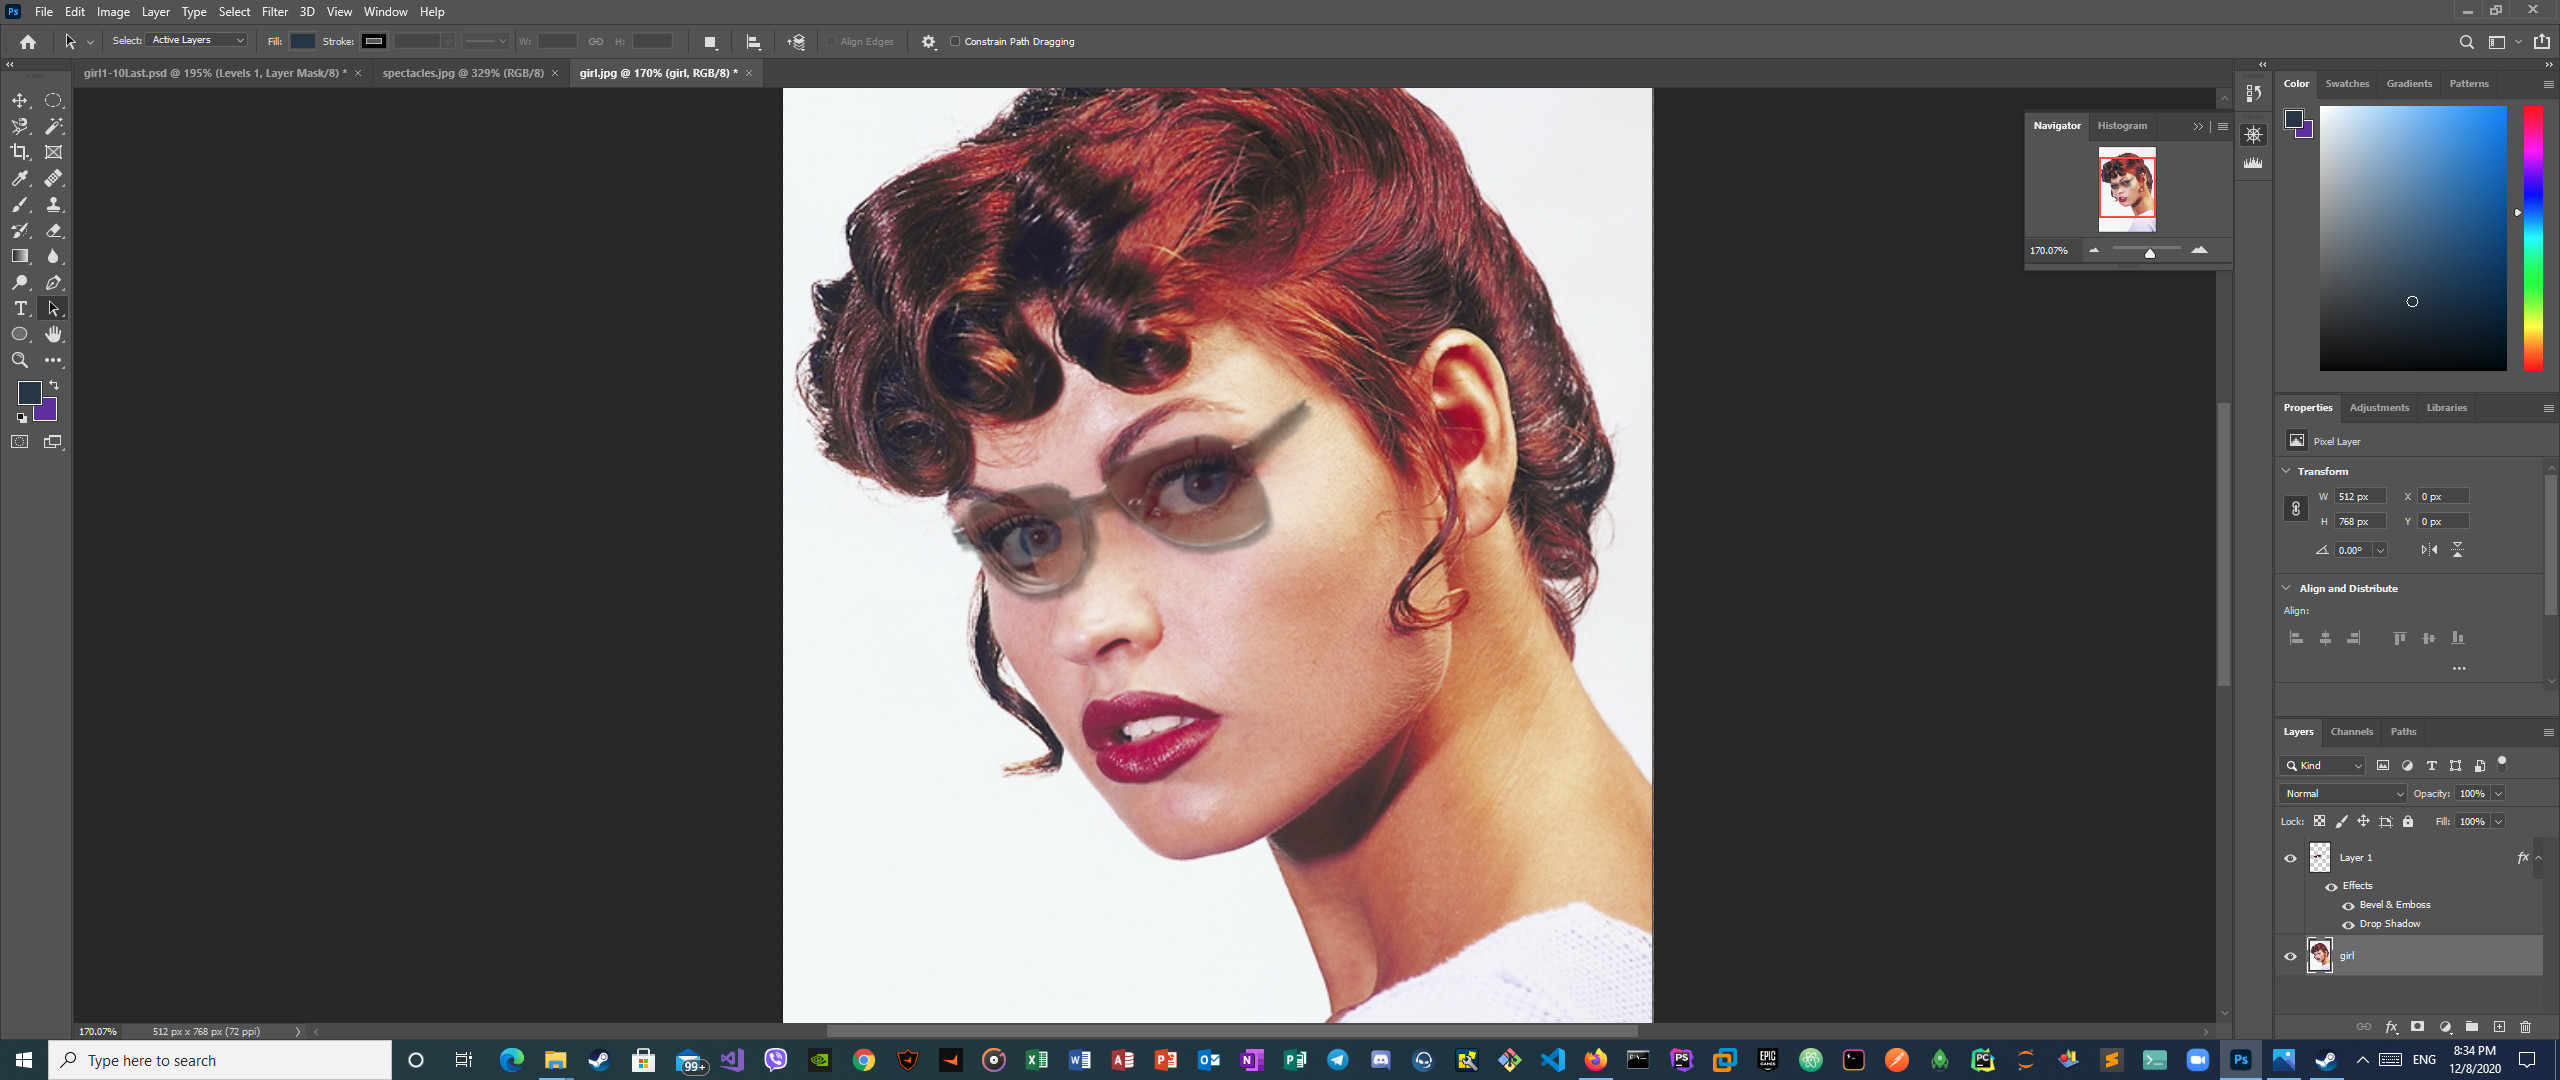 Ps File Edit Image Layer Type Select Filter 3D View Window Help
Select: Active Layers Fill: Stroke: W: H: Align Edges Constrain Path Dragging
girl1-10Last.psd @ 195% (Levels 1, Layer Mask/8) * × spectacles.jpg @ 329% (RGB/8) × girl.jpg @ 170% (girl, RGB/8) * ×
Color Swatches Gradients Patterns
Navigator Histogram
170.07%
Properties Adjustments Libraries
Pixel Layer
Transform
W 512 px X 0 px
H 768 px Y 0 px
0.00°
Align and Distribute
Align:
Layers Channels Paths
Kind
Normal Opacity: 100%
Lock: Fill: 100%
Layer 1 fx
Effects
Bevel & Emboss
Drop Shadow
girl
fx
170.07% 512 px x 768 px (72 ppi)
Type here to search
99+
ENG
8:34 PM
12/8/2020